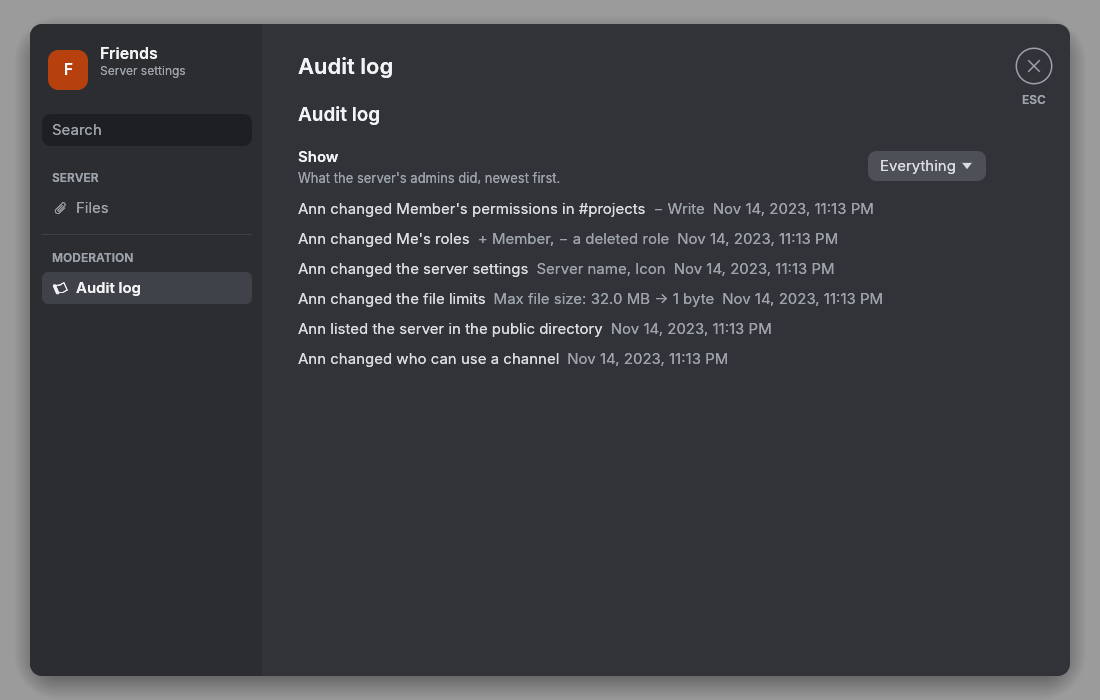 F
Friends
Server settings
Search
SERVER
Files
MODERATION
Audit log
Audit log
ESC
Audit log
Show
What the server's admins did, newest first.
Everything
Ann changed Member's permissions in #projects – Write Nov 14, 2023, 11:13 PM
Ann changed Me's roles + Member, – a deleted role Nov 14, 2023, 11:13 PM
Ann changed the server settings Server name, Icon Nov 14, 2023, 11:13 PM
Ann changed the file limits Max file size: 32.0 MB → 1 byte Nov 14, 2023, 11:13 PM
Ann listed the server in the public directory Nov 14, 2023, 11:13 PM
Ann changed who can use a channel Nov 14, 2023, 11:13 PM